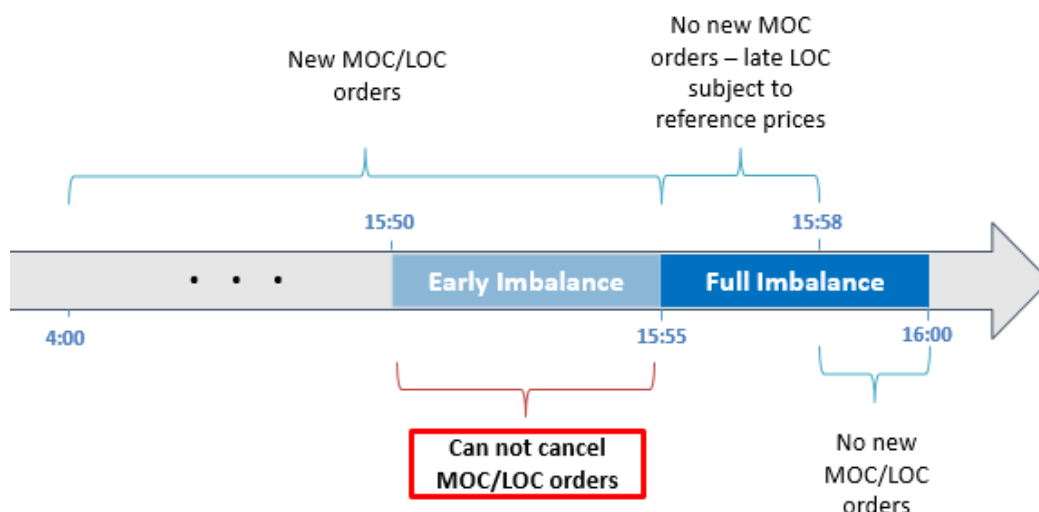 New MOC/LOC
orders
No new MOC
orders – late LOC
subject to
reference prices
15:50
15:58
Early Imbalance
Full Imbalance
4:00
15:55
16:00
Can not cancel
MOC/LOC orders
No new
MOC/LOC
orders